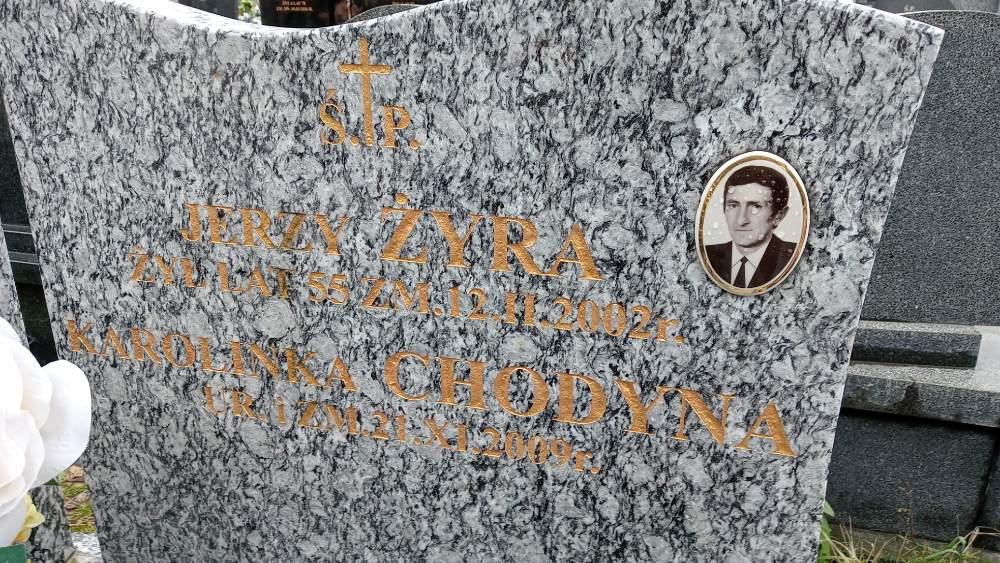 Ś. P.
JERZY ŻYRA
ŻYŁ LAT 55 ZM.12.II.2002r.
KAROLINKA CHODYNA
UR. i ZM.21.XI.2009r.